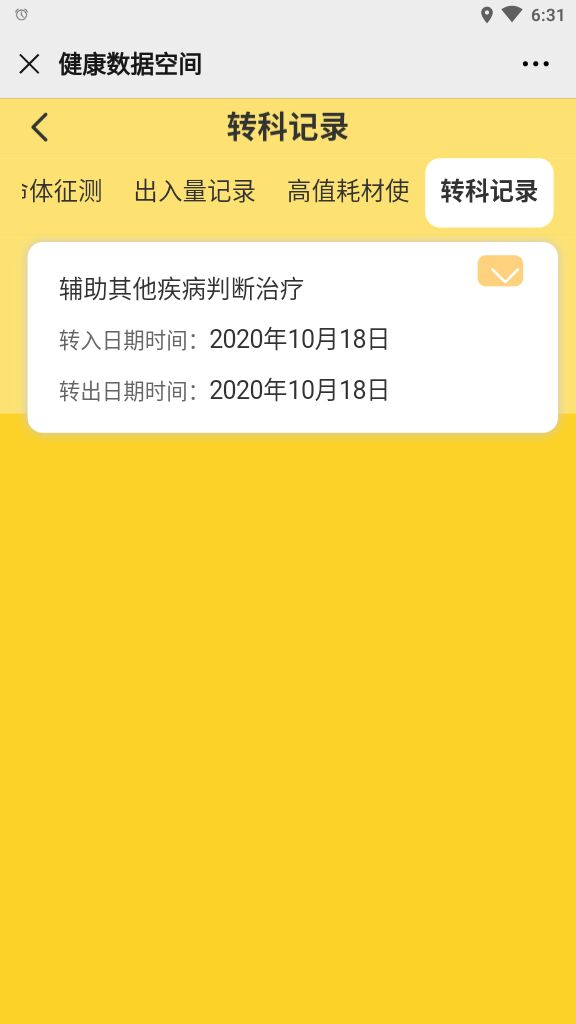 6:31
健康数据空间
转科记录
体征测 出入量记录 高值耗材使 转科记录
辅助其他疾病判断治疗
转入日期时间：2020年10月18日
转出日期时间：2020年10月18日